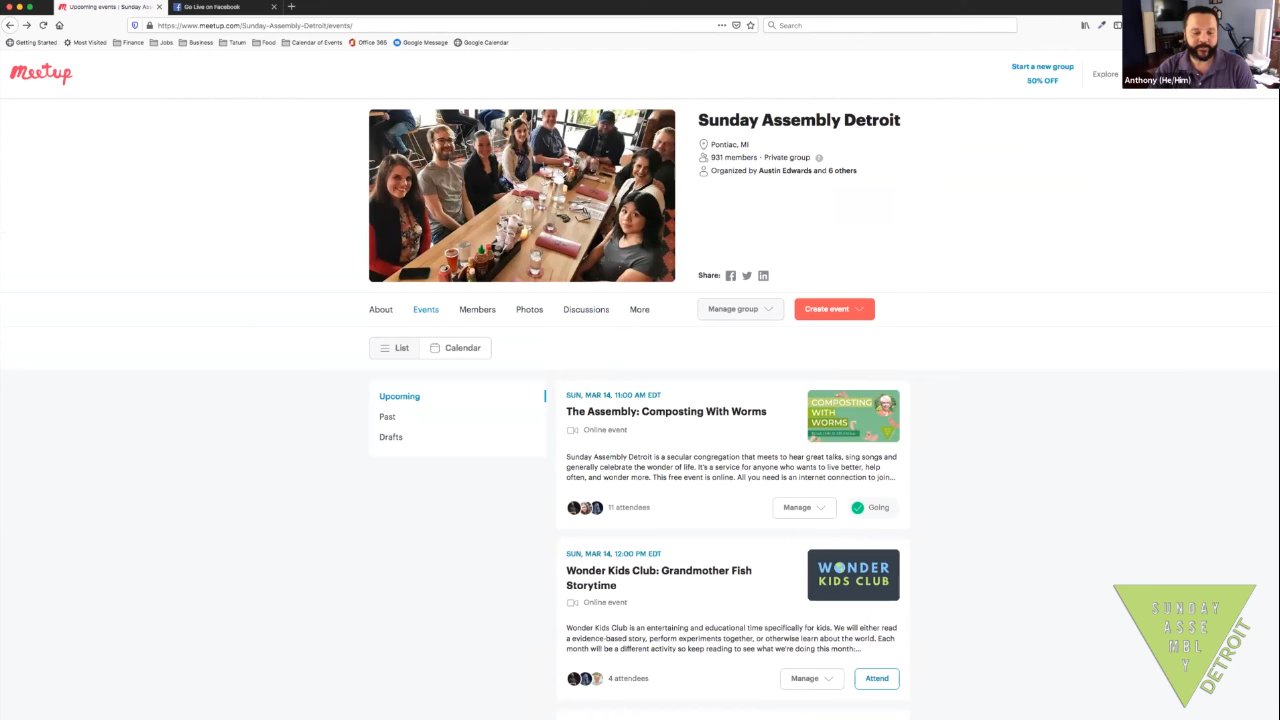 Upcoming events | Sunday Ass
Go Live on Facebook
https://www.meetup.com/Sunday-Assembly-Detroit/events/
Search
Getting Started Most Visited Finance Jobs Business Tatum Food Calendar of Events Office 365 Google Message Google Calendar
Anthony (He/Him)
Meetup
Start a new group
50% OFF
Explore
Sunday Assembly Detroit
Pontiac, MI
931 members · Private group
Organized by Austin Edwards and 6 others
Share:
About Events Members Photos Discussions More
Manage group
Create event
List Calendar
Upcoming
Past
Drafts
SUN, MAR 14, 11:00 AM EDT
The Assembly: Composting With Worms
Online event
COMPOSTING
WITH
WORMS
Sunday Assembly Detroit is a secular congregation that meets to hear great talks, sing songs and
generally celebrate the wonder of life. It's a service for anyone who wants to live better, help
often, and wonder more. This free event is online. All you need is an internet connection to join...
11 attendees
Manage
Going
SUN, MAR 14, 12:00 PM EDT
Wonder Kids Club: Grandmother Fish
Storytime
Online event
WONDER
KIDS CLUB
Wonder Kids Club is an entertaining and educational time specifically for kids. We will either read
a evidence-based story, perform experiments together, or otherwise learn about the world. Each
month will be a different activity so keep reading to see what we're doing this month:...
4 attendees
Manage
Attend
SUNDAY
ASSE
MBL
Y
DETROIT